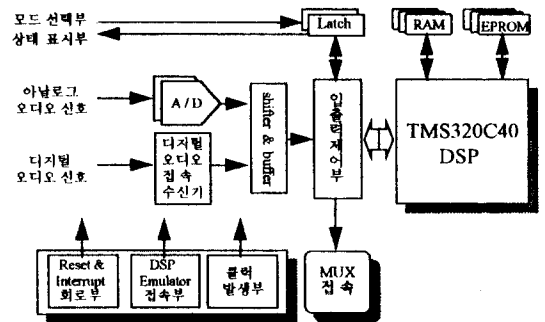 모드 선택부
상태 표시부
Latch
RAM
EPROM
아날로그
오디오 신호
A/D
shifter & buffer
입출력제어부
TMS320C40
DSP
디지털
오디오 신호
디지털
오디오
접속
수신기
Reset &
Interrupt
회로부
DSP
Emulator
접속부
클럭
발생부
MUX
접속